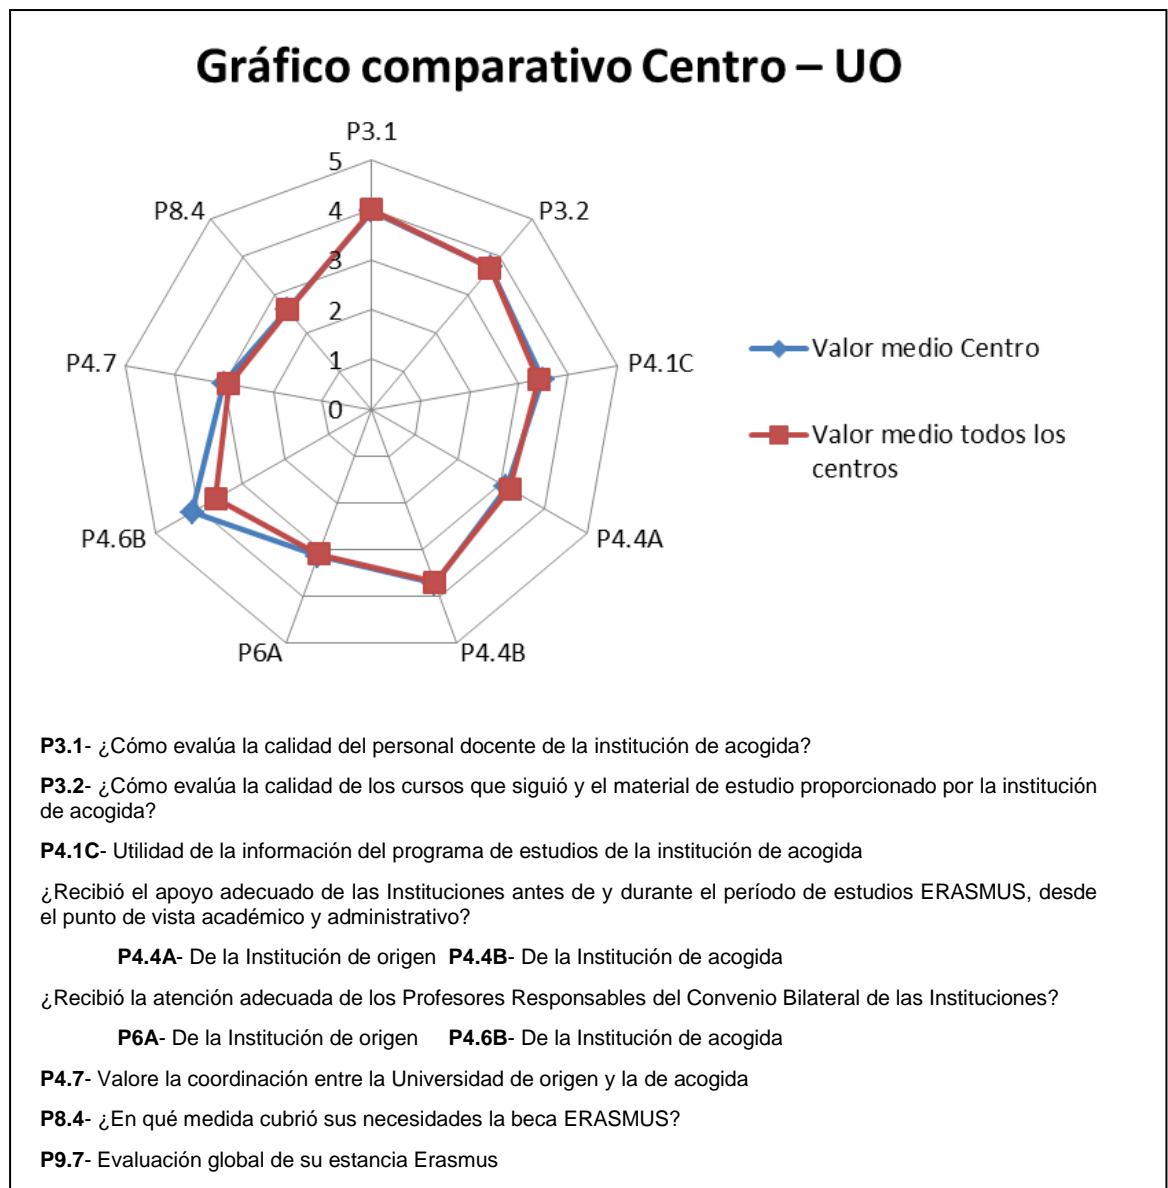 Gráfico comparativo Centro – UO
P3.1
5
P8.4
4
P3.2
3
2
P4.7
1
P4.1C
0
P4.6B
P4.4A
P6A
P4.4B
Valor medio Centro
Valor medio todos los
centros
P3.1- ¿Cómo evalúa la calidad del personal docente de la institución de acogida?
P3.2- ¿Cómo evalúa la calidad de los cursos que siguió y el material de estudio proporcionado por la institución
de acogida?
P4.1C- Utilidad de la información del programa de estudios de la institución de acogida
¿Recibió el apoyo adecuado de las Instituciones antes de y durante el período de estudios ERASMUS, desde
el punto de vista académico y administrativo?
P4.4A- De la Institución de origen P4.4B- De la Institución de acogida
¿Recibió la atención adecuada de los Profesores Responsables del Convenio Bilateral de las Instituciones?
P6A- De la Institución de origen P4.6B- De la Institución de acogida
P4.7- Valore la coordinación entre la Universidad de origen y la de acogida
P8.4- ¿En qué medida cubrió sus necesidades la beca ERASMUS?
P9.7- Evaluación global de su estancia Erasmus